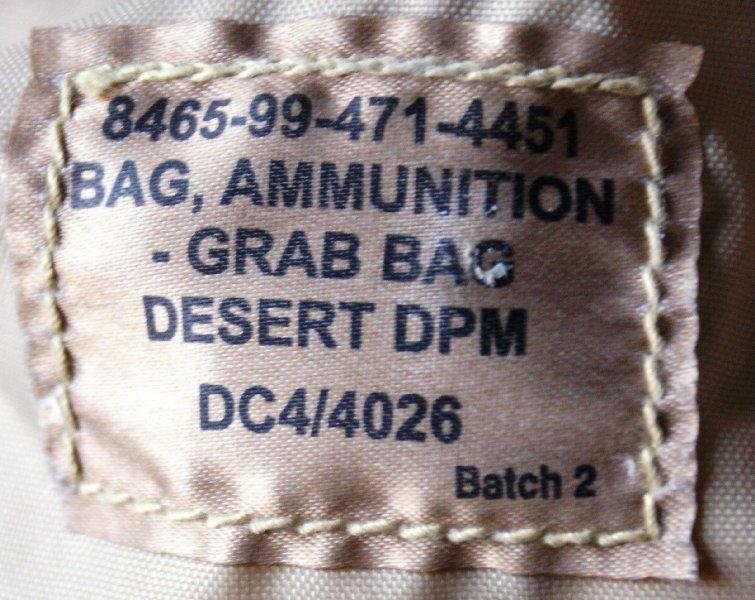 8465-99-471-4451
BAG, AMMUNITION
- GRAB BAG
DESERT DPM
DC4/4026
Batch 2